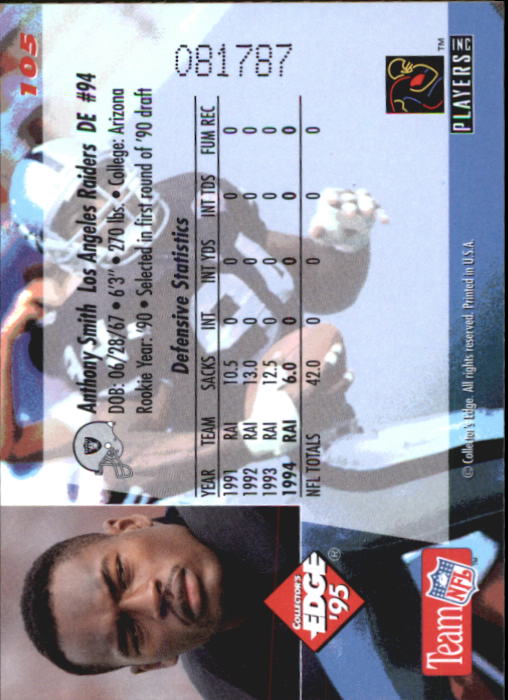 105
Anthony Smith Los Angeles Raiders DE #94
DOB: 06/28/67 • 6'3" • 270 lbs. • College: Arizona
Rookie Year: '90 • Selected in first round of '90 draft
081787
Defensive Statistics
YEAR TEAM SACKS INT INT YDS INT TDS FUM REC
1991 RAI 10.5 0 0 0 0
1992 RAI 13.0 0 0 0 0
1993 RAI 12.5 0 0 0 0
1994 RAI 6.0 0 0 0 0
NFL TOTALS 42.0 0 0 0 0
COLLECTOR'S
EDGE ®
'95
Team NFL
© Collector's Edge. All rights reserved. Printed in U.S.A.
PLAYERS INC
TM